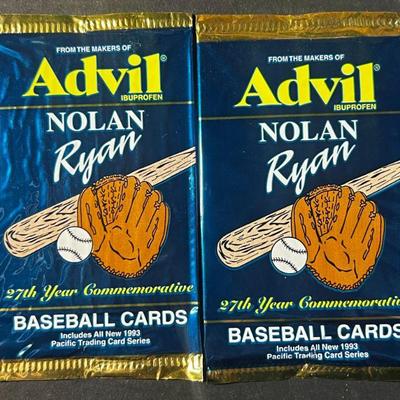 FROM THE MAKERS OF
Advil®
IBUPROFEN
NOLAN
Ryan
27th Year Commemorative
BASEBALL CARDS
Includes All New 1993
Pacific Trading Card Series
FROM THE MAKERS OF
Advil®
IBUPROFEN
NOLAN
Ryan
27th Year Commemorati
BASEBALL CARDS
Includes All New 1993
Pacific Trading Card Series